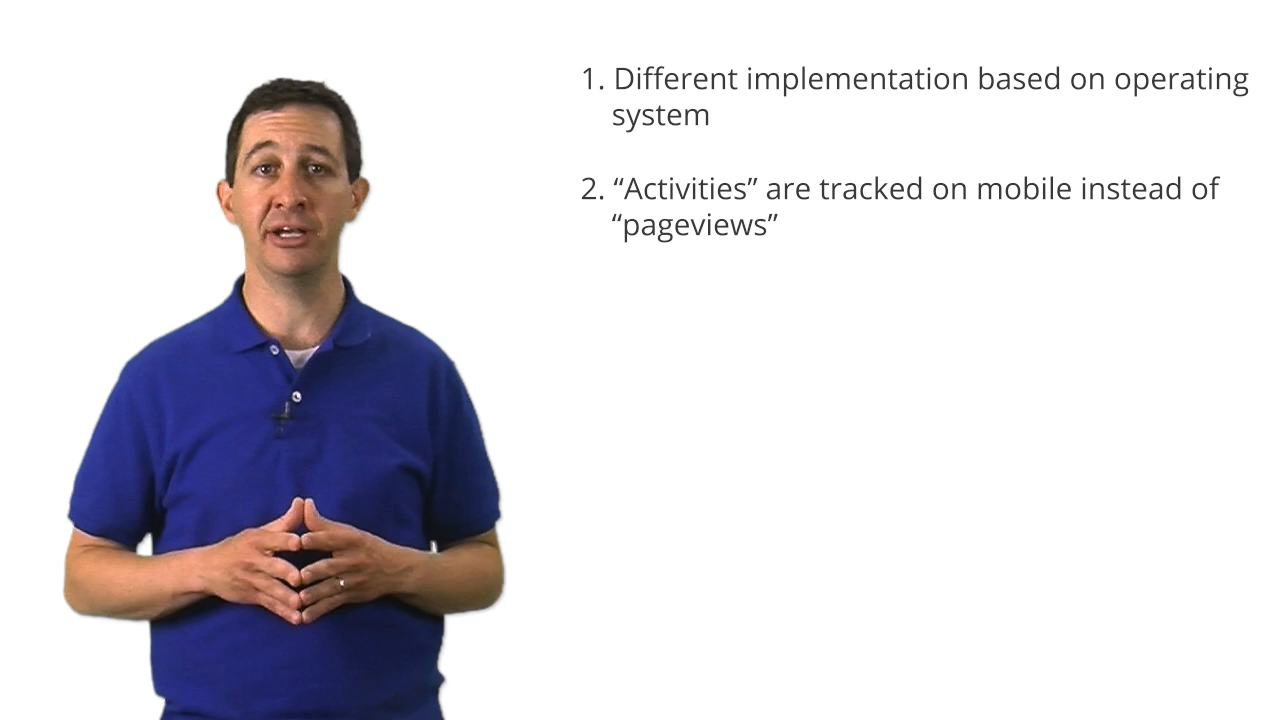 1. Different implementation based on operating
system
2. “Activities” are tracked on mobile instead of
“pageviews”